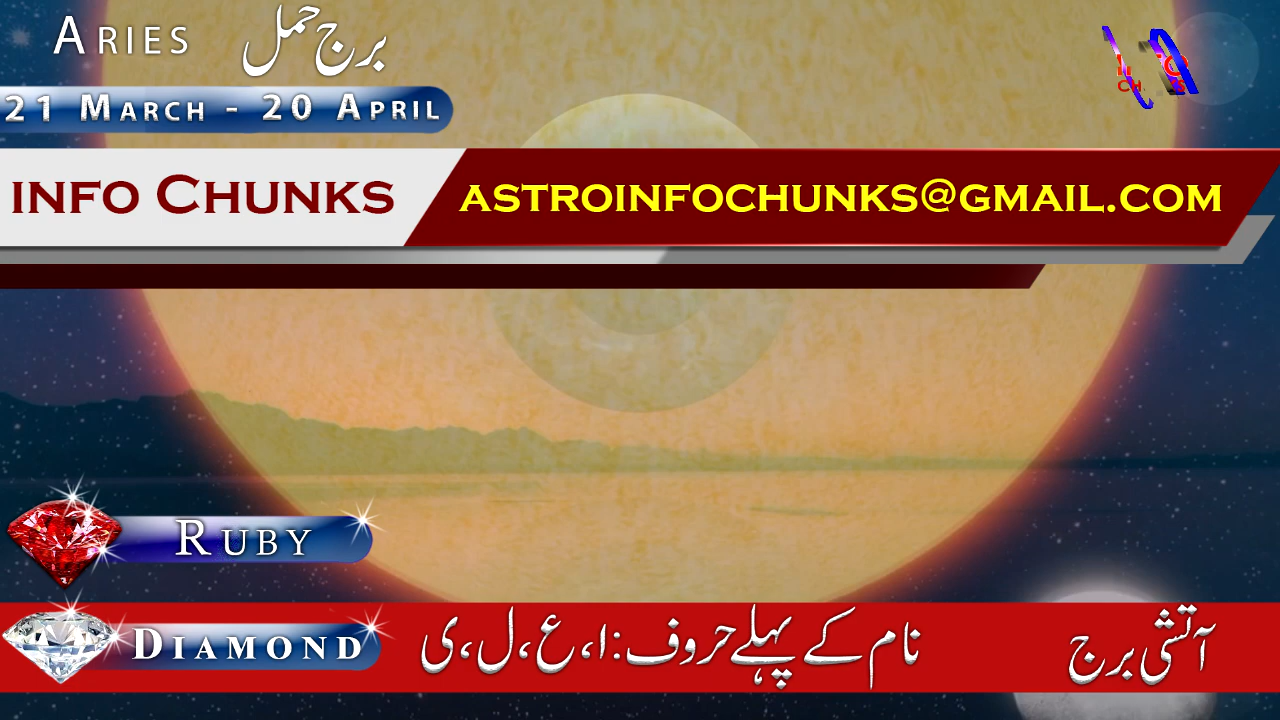 Aries برج حمل
21 March - 20 April
info Chunks astroinfochunks@gmail.com
Ruby
Diamond نام کے پہلے حروف: ا، ع، ل، ی آتشی برج